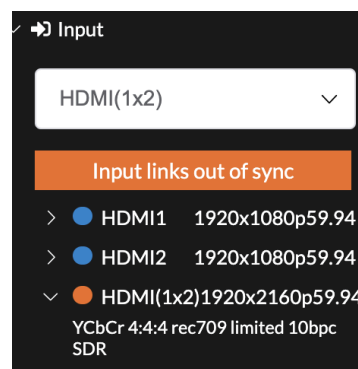 Input
HDMI(1x2)
Input links out of sync
HDMI1 1920x1080p59.94
HDMI2 1920x1080p59.94
HDMI(1x2)1920x2160p59.94
YCbCr 4:4:4 rec709 limited 10bpc
SDR